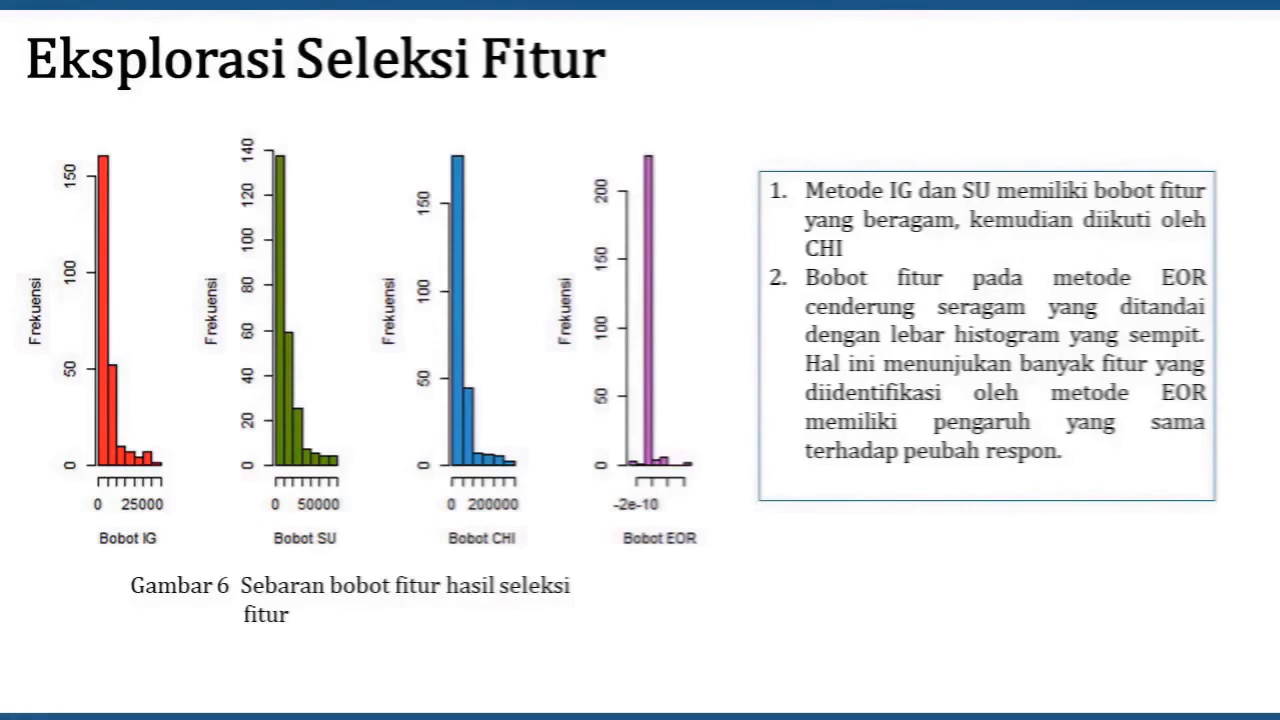 Eksplorasi Seleksi Fitur
Frekuensi
0
50
100
150
0 25000
Bobot IG
Frekuensi
0
20
40
60
80
100
120
140
0 50000
Bobot SU
Frekuensi
0
50
100
150
0 200000
Bobot CHI
Frekuensi
0
50
100
150
200
-2e-10
Bobot EOR
Gambar 6 Sebaran bobot fitur hasil seleksi
fitur
1. Metode IG dan SU memiliki bobot fitur
yang beragam, kemudian diikuti oleh
CHI
2. Bobot fitur pada metode EOR
cenderung seragam yang ditandai
dengan lebar histogram yang sempit.
Hal ini menunjukan banyak fitur yang
diidentifikasi oleh metode EOR
memiliki pengaruh yang sama
terhadap peubah respon.